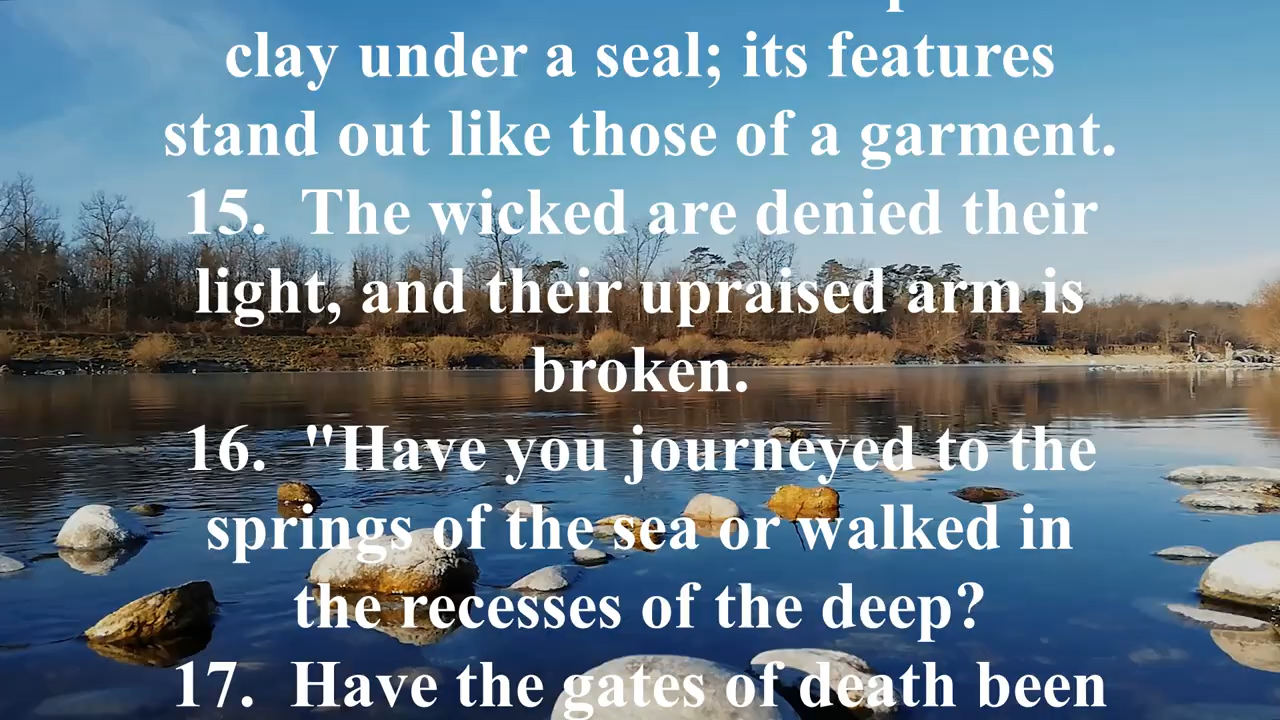 clay under a seal; its features
stand out like those of a garment.
15. The wicked are denied their
light, and their upraised arm is
broken.
16. "Have you journeyed to the
springs of the sea or walked in
the recesses of the deep?
17. Have the gates of death been